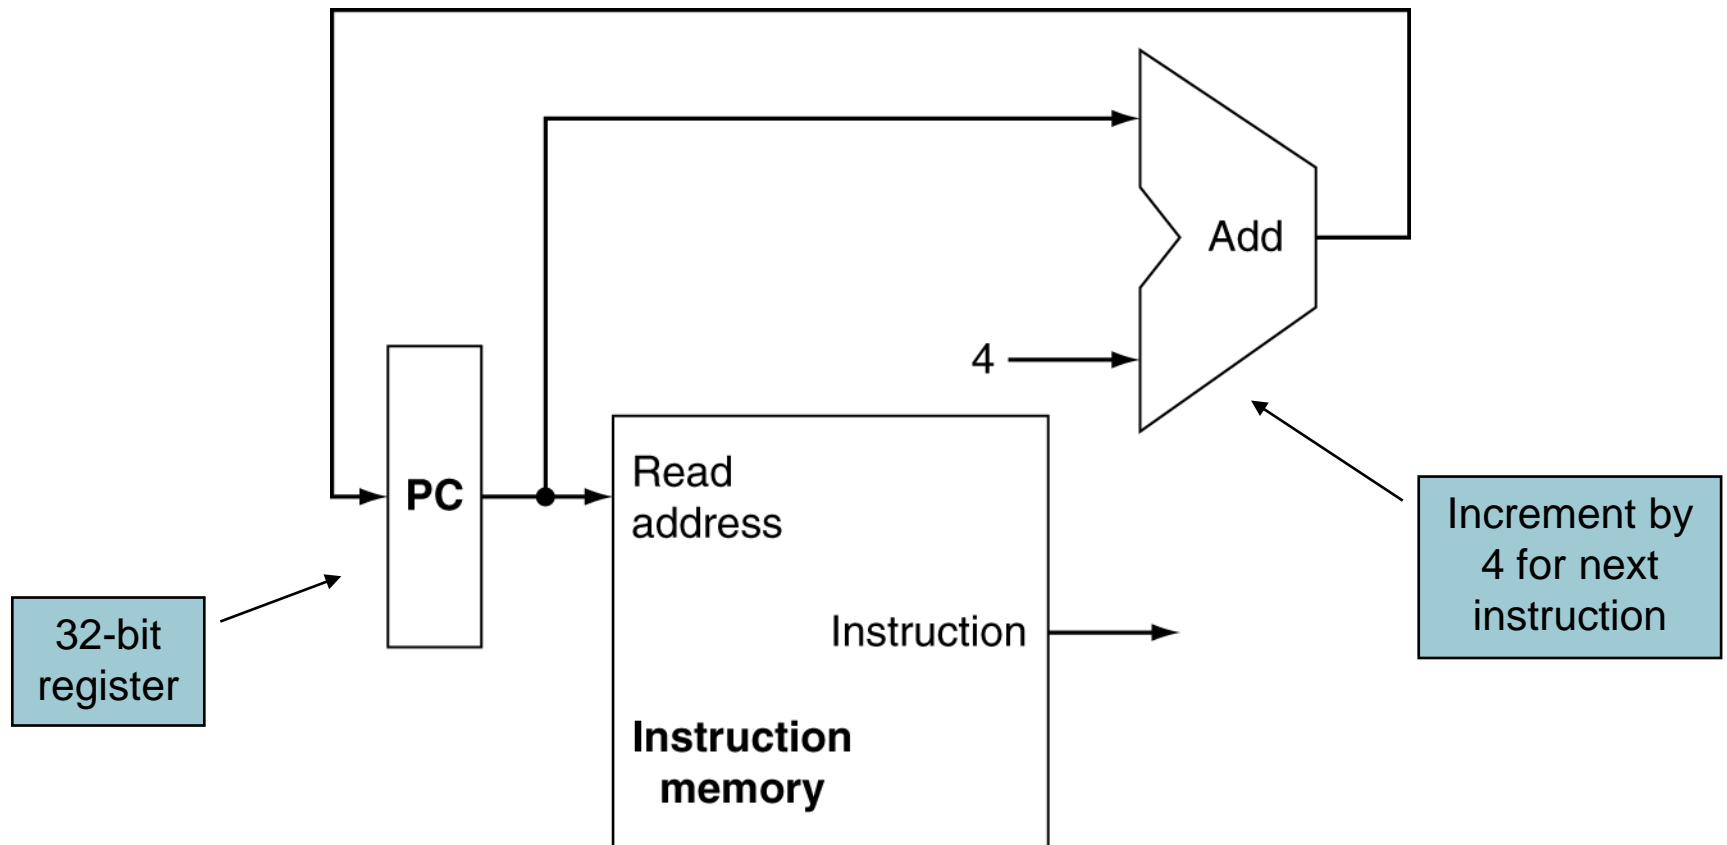 Add
4
PC
Read
address
Increment by
4 for next
instruction
32-bit
register
Instruction
Instruction
memory